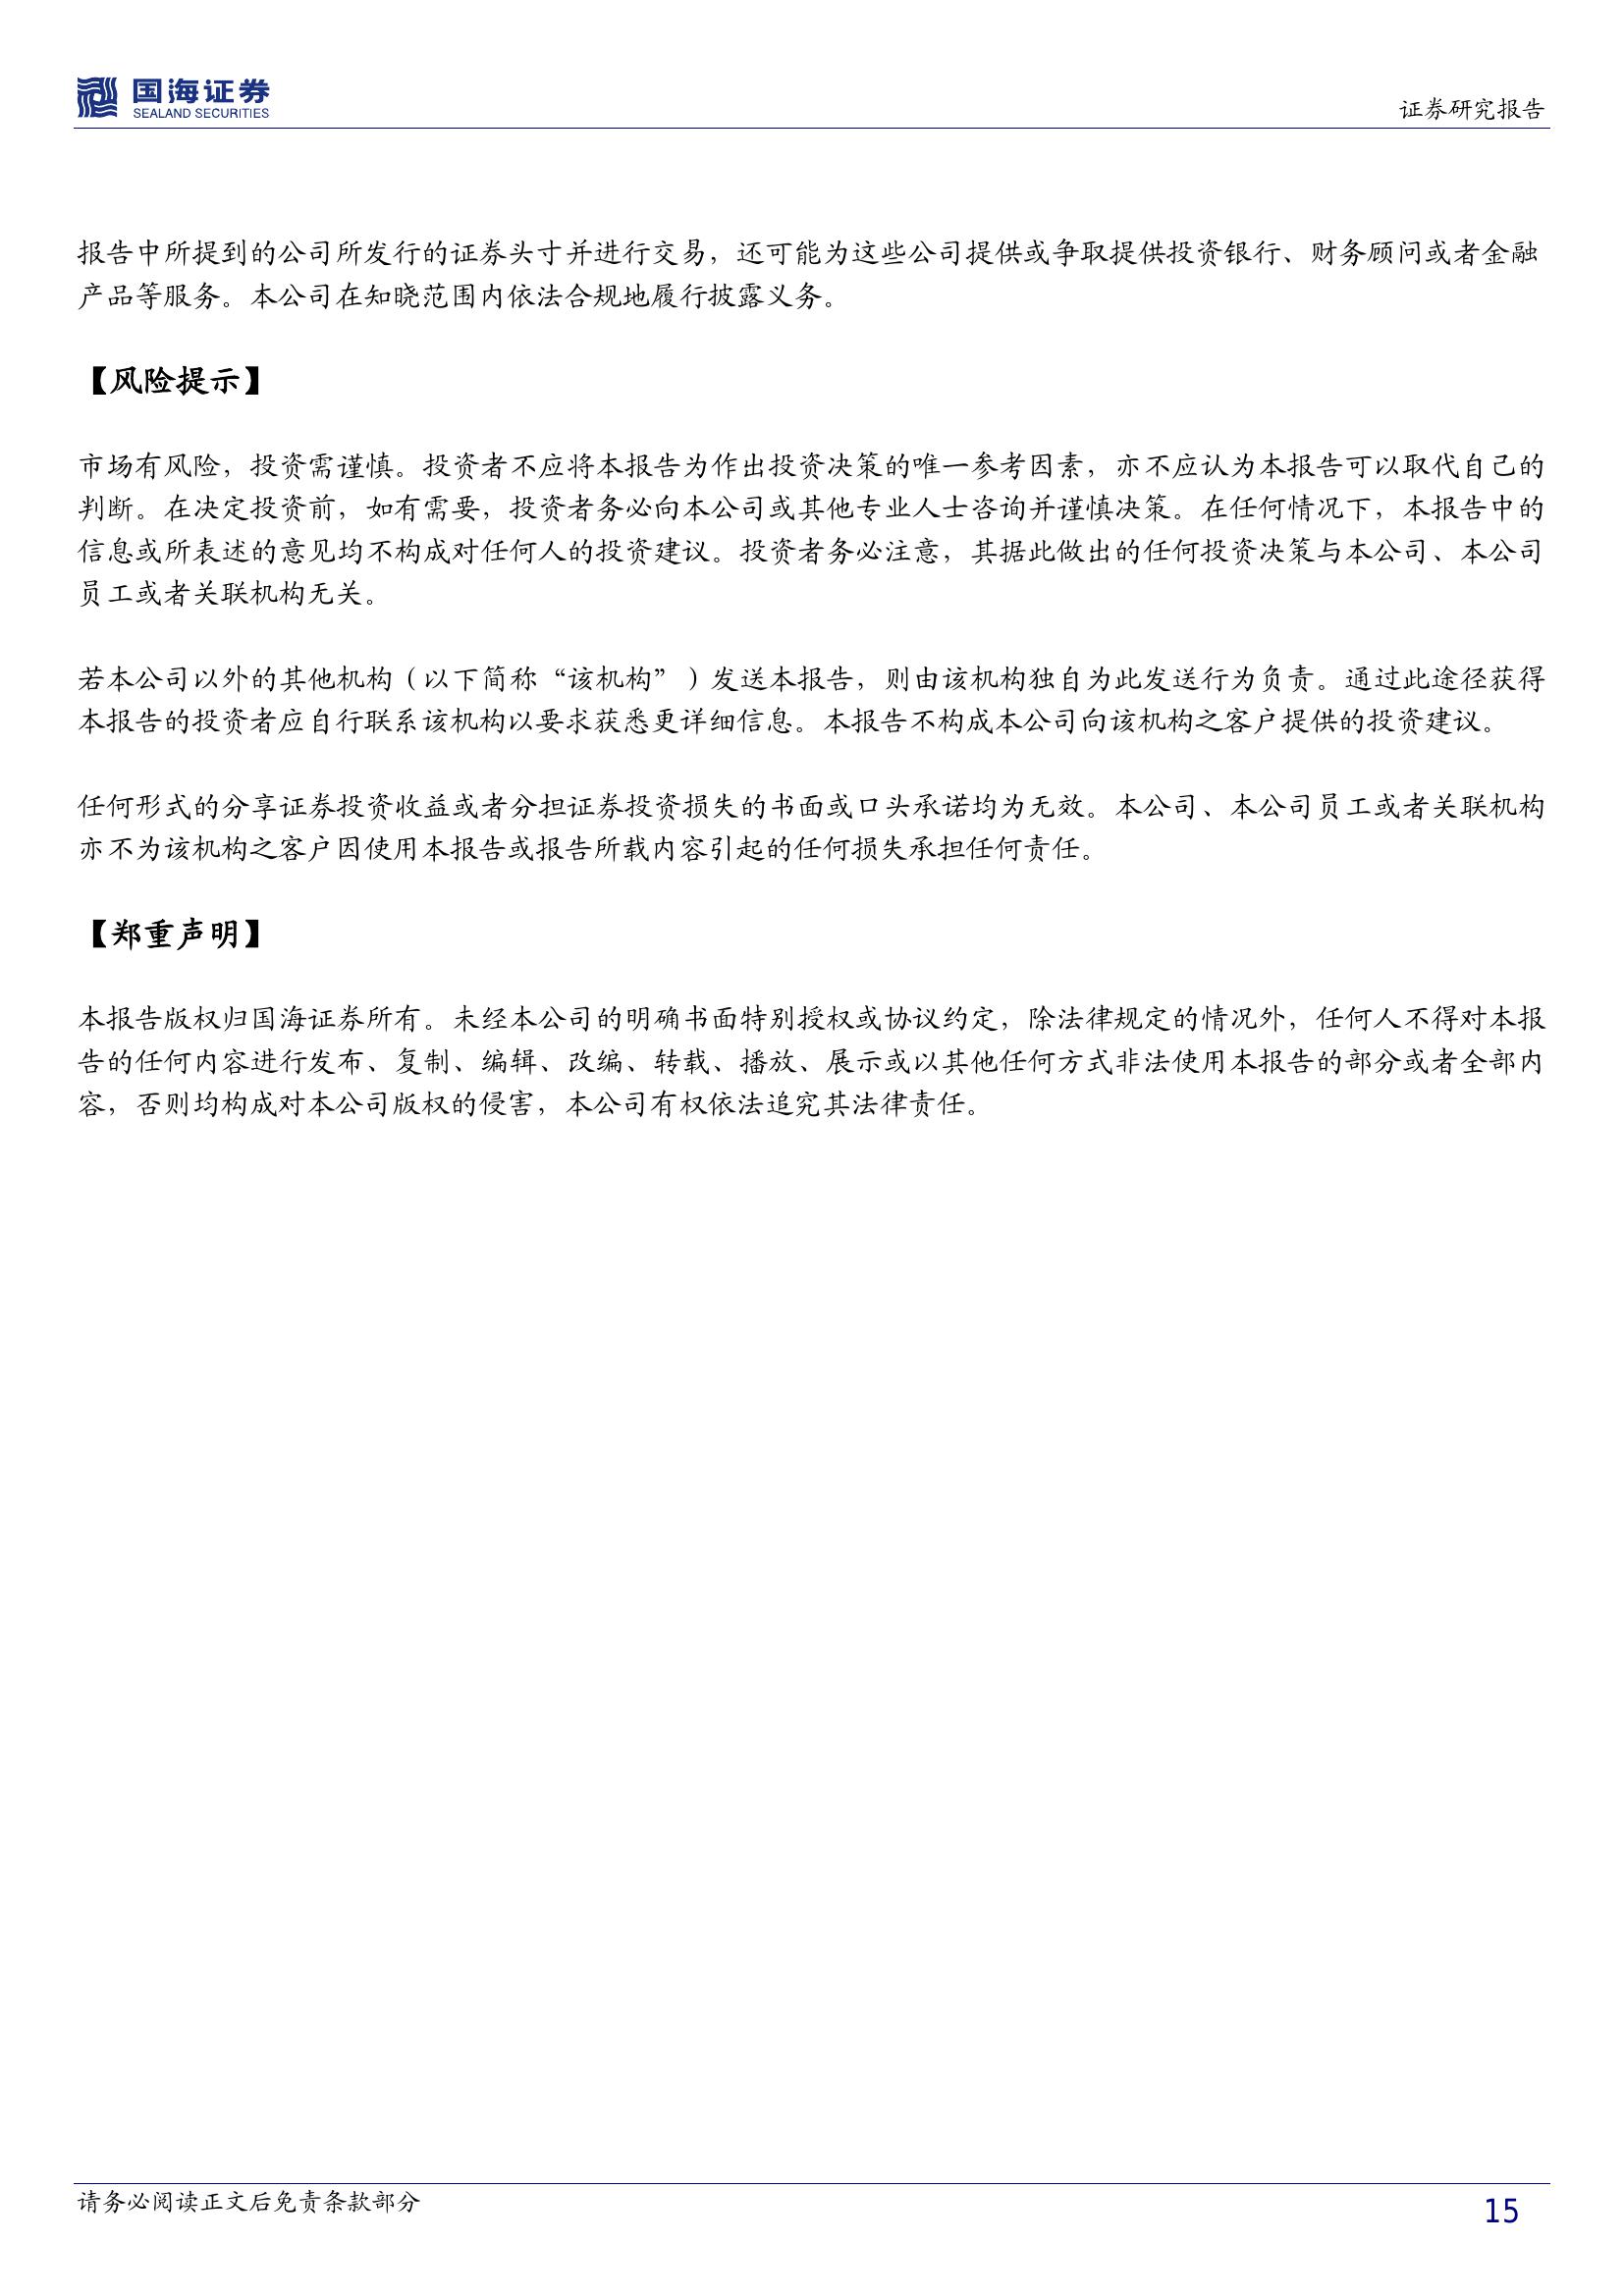 国海证券
SEALAND SECURITIES
证券研究报告
报告中所提到的公司所发行的证券头寸并进行交易，还可能为这些公司提供或争取提供投资银行、财务顾问或者金融
产品等服务。本公司在知晓范围内依法合规地履行披露义务。
【风险提示】
市场有风险，投资需谨慎。投资者不应将本报告为作出投资决策的唯一参考因素，亦不应认为本报告可以取代自己的
判断。在决定投资前，如有需要，投资者务必向本公司或其他专业人士咨询并谨慎决策。在任何情况下，本报告中的
信息或所表述的意见均不构成对任何人的投资建议。投资者务必注意，其据此做出的任何投资决策与本公司、本公司
员工或者关联机构无关。
若本公司以外的其他机构（以下简称“该机构”）发送本报告，则由该机构独自为此发送行为负责。通过此途径获得
本报告的投资者应自行联系该机构以要求获悉更详细信息。本报告不构成本公司向该机构之客户提供的投资建议。
任何形式的分享证券投资收益或者分担证券投资损失的书面或口头承诺均为无效。本公司、本公司员工或者关联机构
亦不为该机构之客户因使用本报告或报告所载内容引起的任何损失承担任何责任。
【郑重声明】
本报告版权归国海证券所有。未经本公司的明确书面特别授权或协议约定，除法律规定的情况外，任何人不得对本报
告的任何内容进行发布、复制、编辑、改编、转载、播放、展示或以其他任何方式非法使用本报告的部分或者全部内
容，否则均构成对本公司版权的侵害，本公司有权依法追究其法律责任。
请务必阅读正文后免责条款部分
15